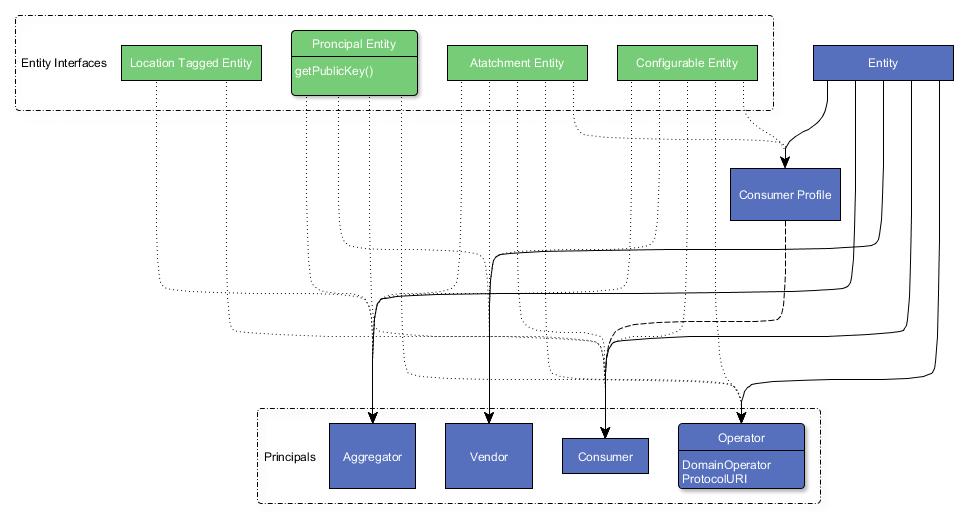 Entity Interfaces
Location Tagged Entity
Proncipal Entity
getPublicKey()
Atatchment Entity
Configurable Entity
Entity
Consumer Profile
Principals
Aggregator
Vendor
Consumer
Operator
DomainOperator
ProtocolURI